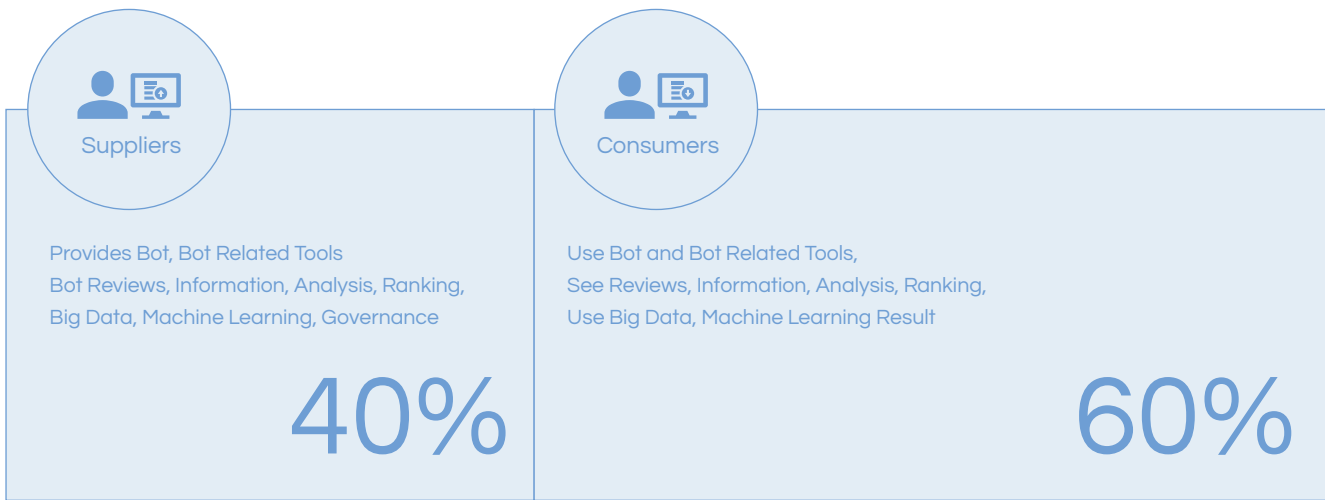 Suppliers
Provides Bot, Bot Related Tools
Bot Reviews, Information, Analysis, Ranking,
Big Data, Machine Learning, Governance
40%
Consumers
Use Bot and Bot Related Tools,
See Reviews, Information, Analysis, Ranking,
Use Big Data, Machine Learning Result
60%